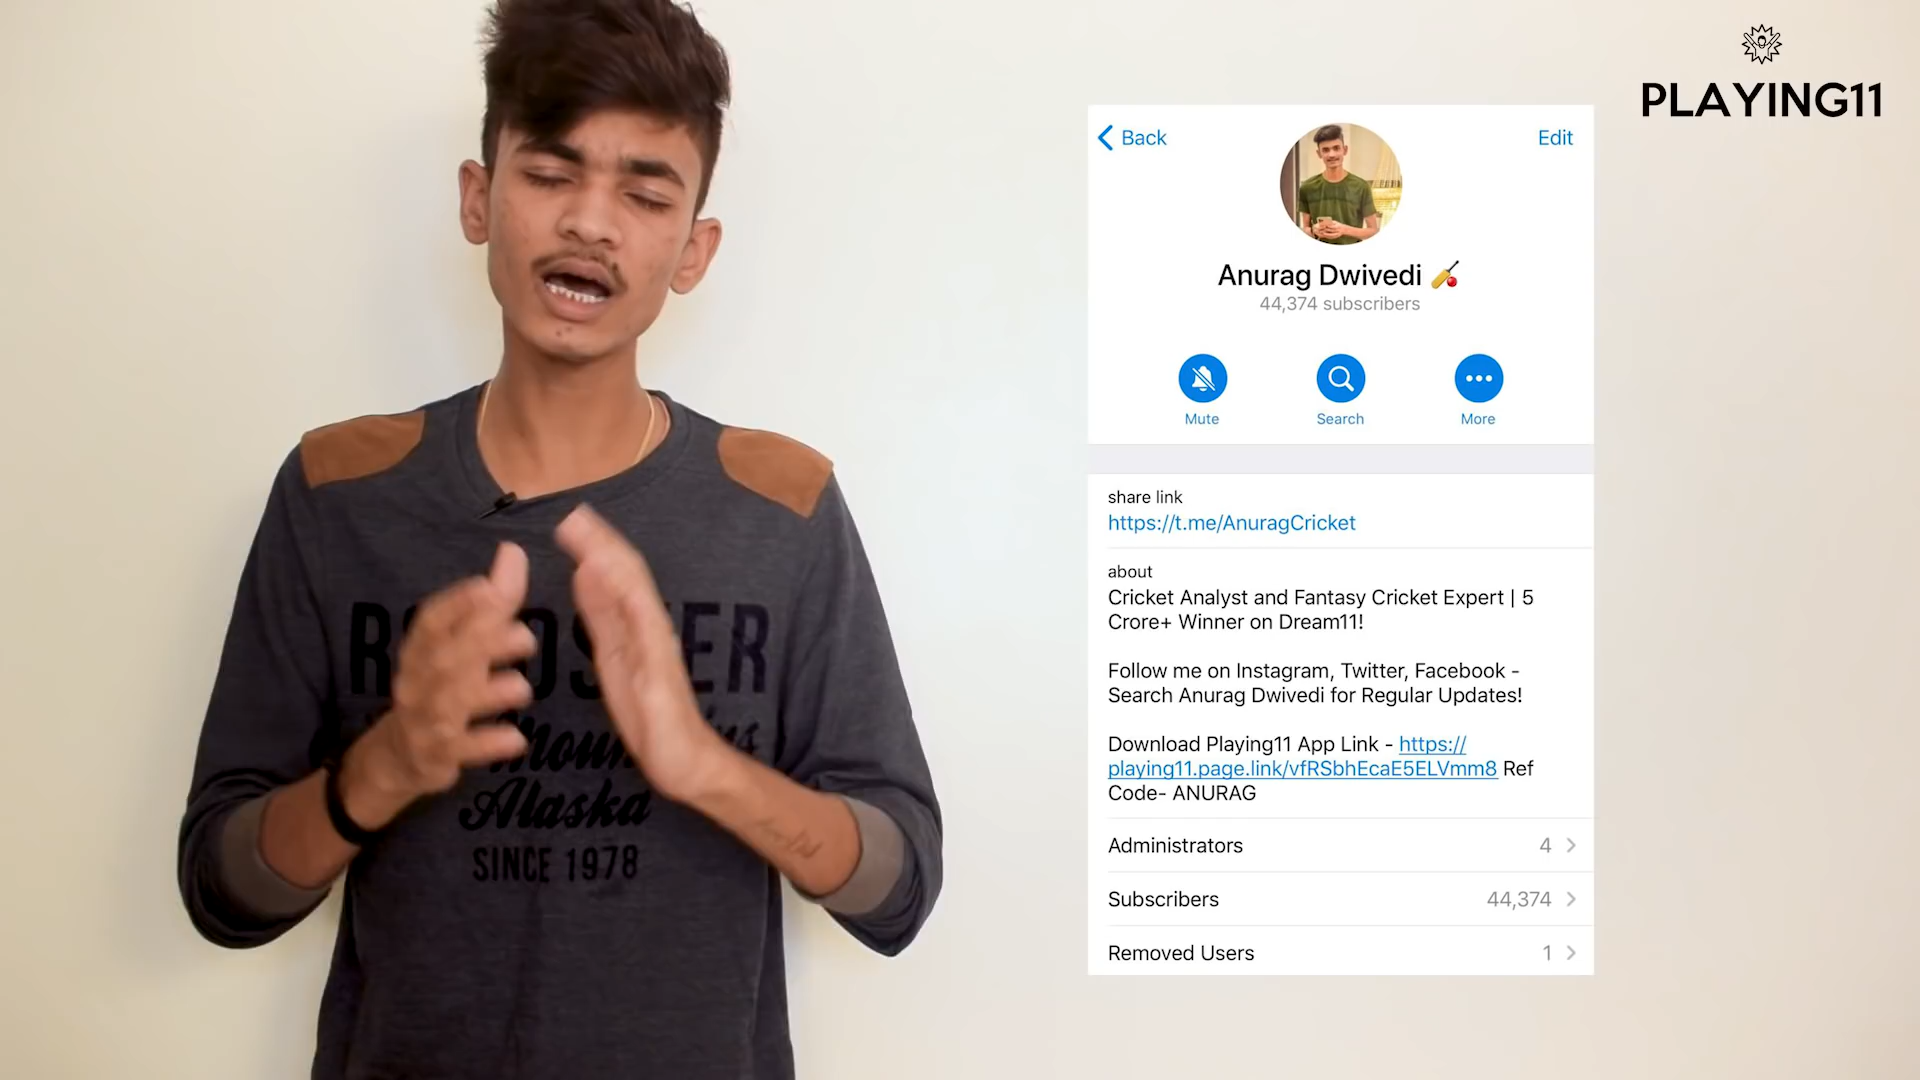 PLAYING11
Back
Edit
Anurag Dwivedi
44,374 subscribers
Mute
Search
More
share link
https://t.me/AnuragCricket
about
Cricket Analyst and Fantasy Cricket Expert | 5
Crore+ Winner on Dream11!
Follow me on Instagram, Twitter, Facebook -
Search Anurag Dwivedi for Regular Updates!
Download Playing11 App Link - https://
playing11.page.link/vfRSbhEcaE5ELVmm8 Ref
Code- ANURAG
Administrators 4
Subscribers 44,374
Removed Users 1
Alaska
SINCE 1978